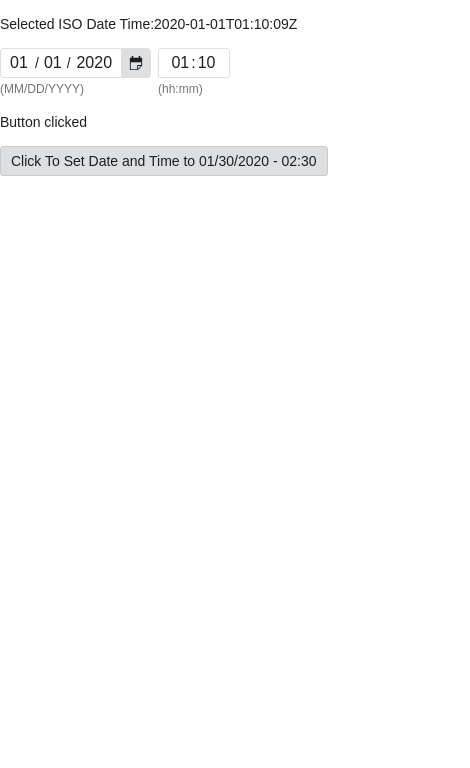 Selected ISO Date Time:2020-01-01T01:10:09Z
01 / 01 / 2020 01:10
(MM/DD/YYYY) (hh:mm)
Button clicked
Click To Set Date and Time to 01/30/2020 - 02:30